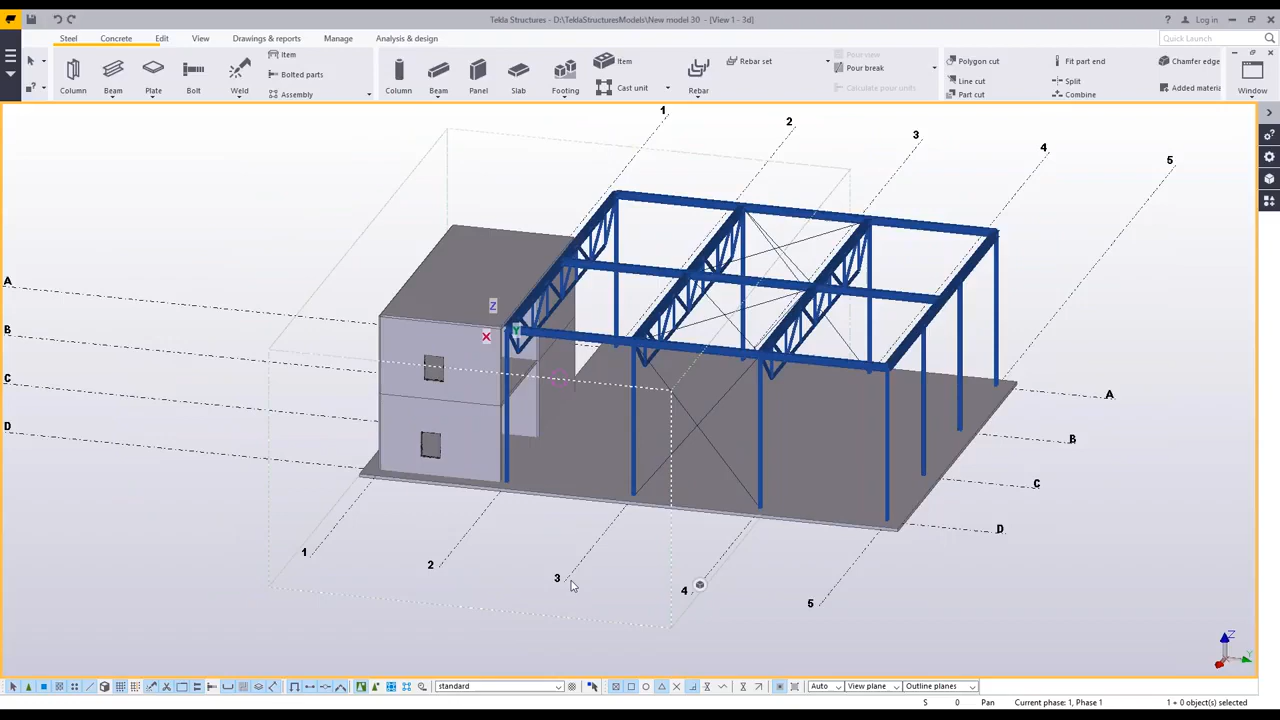 Tekla Structures - D:\TeklaStructuresModels\New model 30 - [View 1 - 3d]
? Log in
Steel Concrete Edit View Drawings & reports Manage Analysis & design Quick Launch
Item Item Rebar set Pour view Polygon cut Fit part end Chamfer edge
Bolted parts Pour break Line cut Split
Column Beam Plate Bolt Weld Assembly Column Beam Panel Slab Footing Cast unit Rebar Calculate pour units Part cut Combine Added materia Window
1
2
3
4
5
A
B
C
D
Z
X
Y
A
B
C
D
1
2
3
4
5
Z
Y
standard Auto View plane Outline planes
S 0 Pan Current phase: 1, Phase 1 1 + 0 object(s) selected